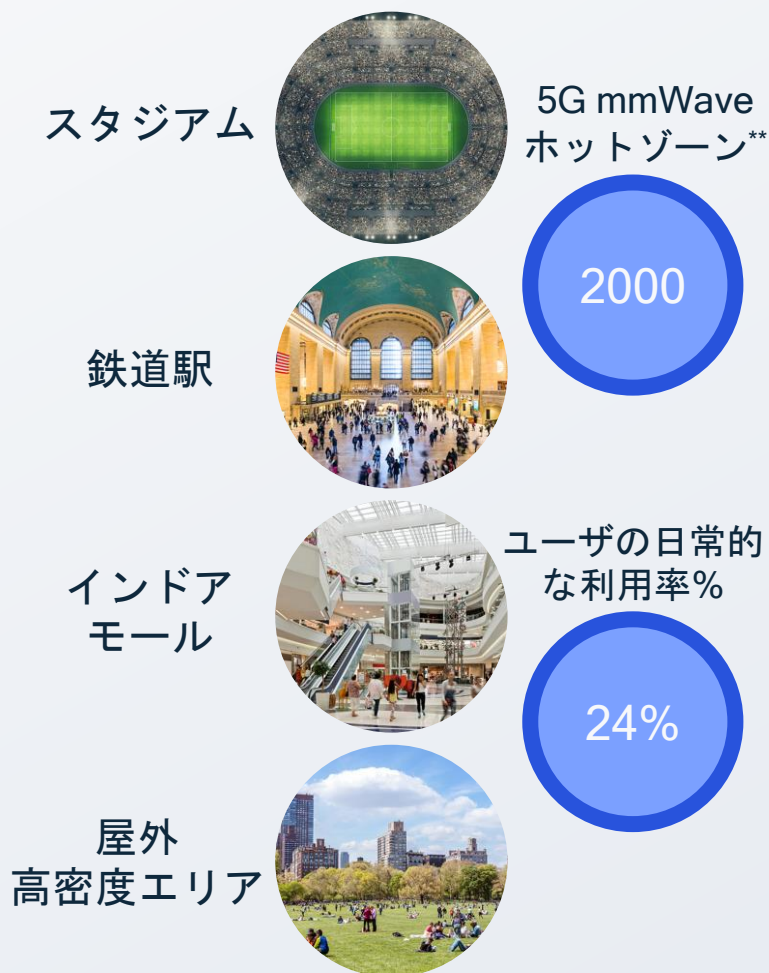 スタジアム
5G mmWave
ホットゾーン**
2000
鉄道駅
インドア
モール
ユーザの日常的
な利用率%
24%
屋外
高密度エリア